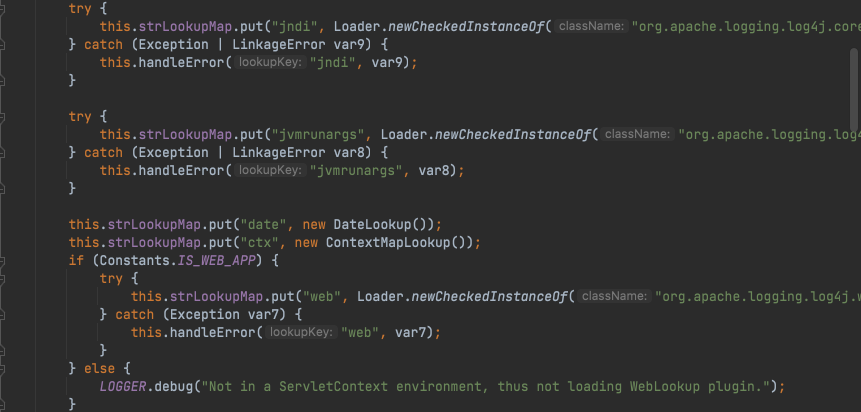 try {
this.strLookupMap.put("jndi", Loader.newCheckedInstanceOf( className: "org.apache.logging.log4j.core
} catch (Exception | LinkageError var9) {
this.handleError( lookupKey: "jndi", var9);
}
try {
this.strLookupMap.put("jvmrunargs", Loader.newCheckedInstanceOf( className: "org.apache.logging.log4
} catch (Exception | LinkageError var8) {
this.handleError( lookupKey: "jvmrunargs", var8);
}
this.strLookupMap.put("date", new DateLookup());
this.strLookupMap.put("ctx", new ContextMapLookup());
if (Constants.IS_WEB_APP) {
try {
this.strLookupMap.put("web", Loader.newCheckedInstanceOf( className: "org.apache.logging.log4j.w
} catch (Exception var7) {
this.handleError( lookupKey: "web", var7);
}
} else {
LOGGER.debug("Not in a ServletContext environment, thus not loading WebLookup plugin.");
}